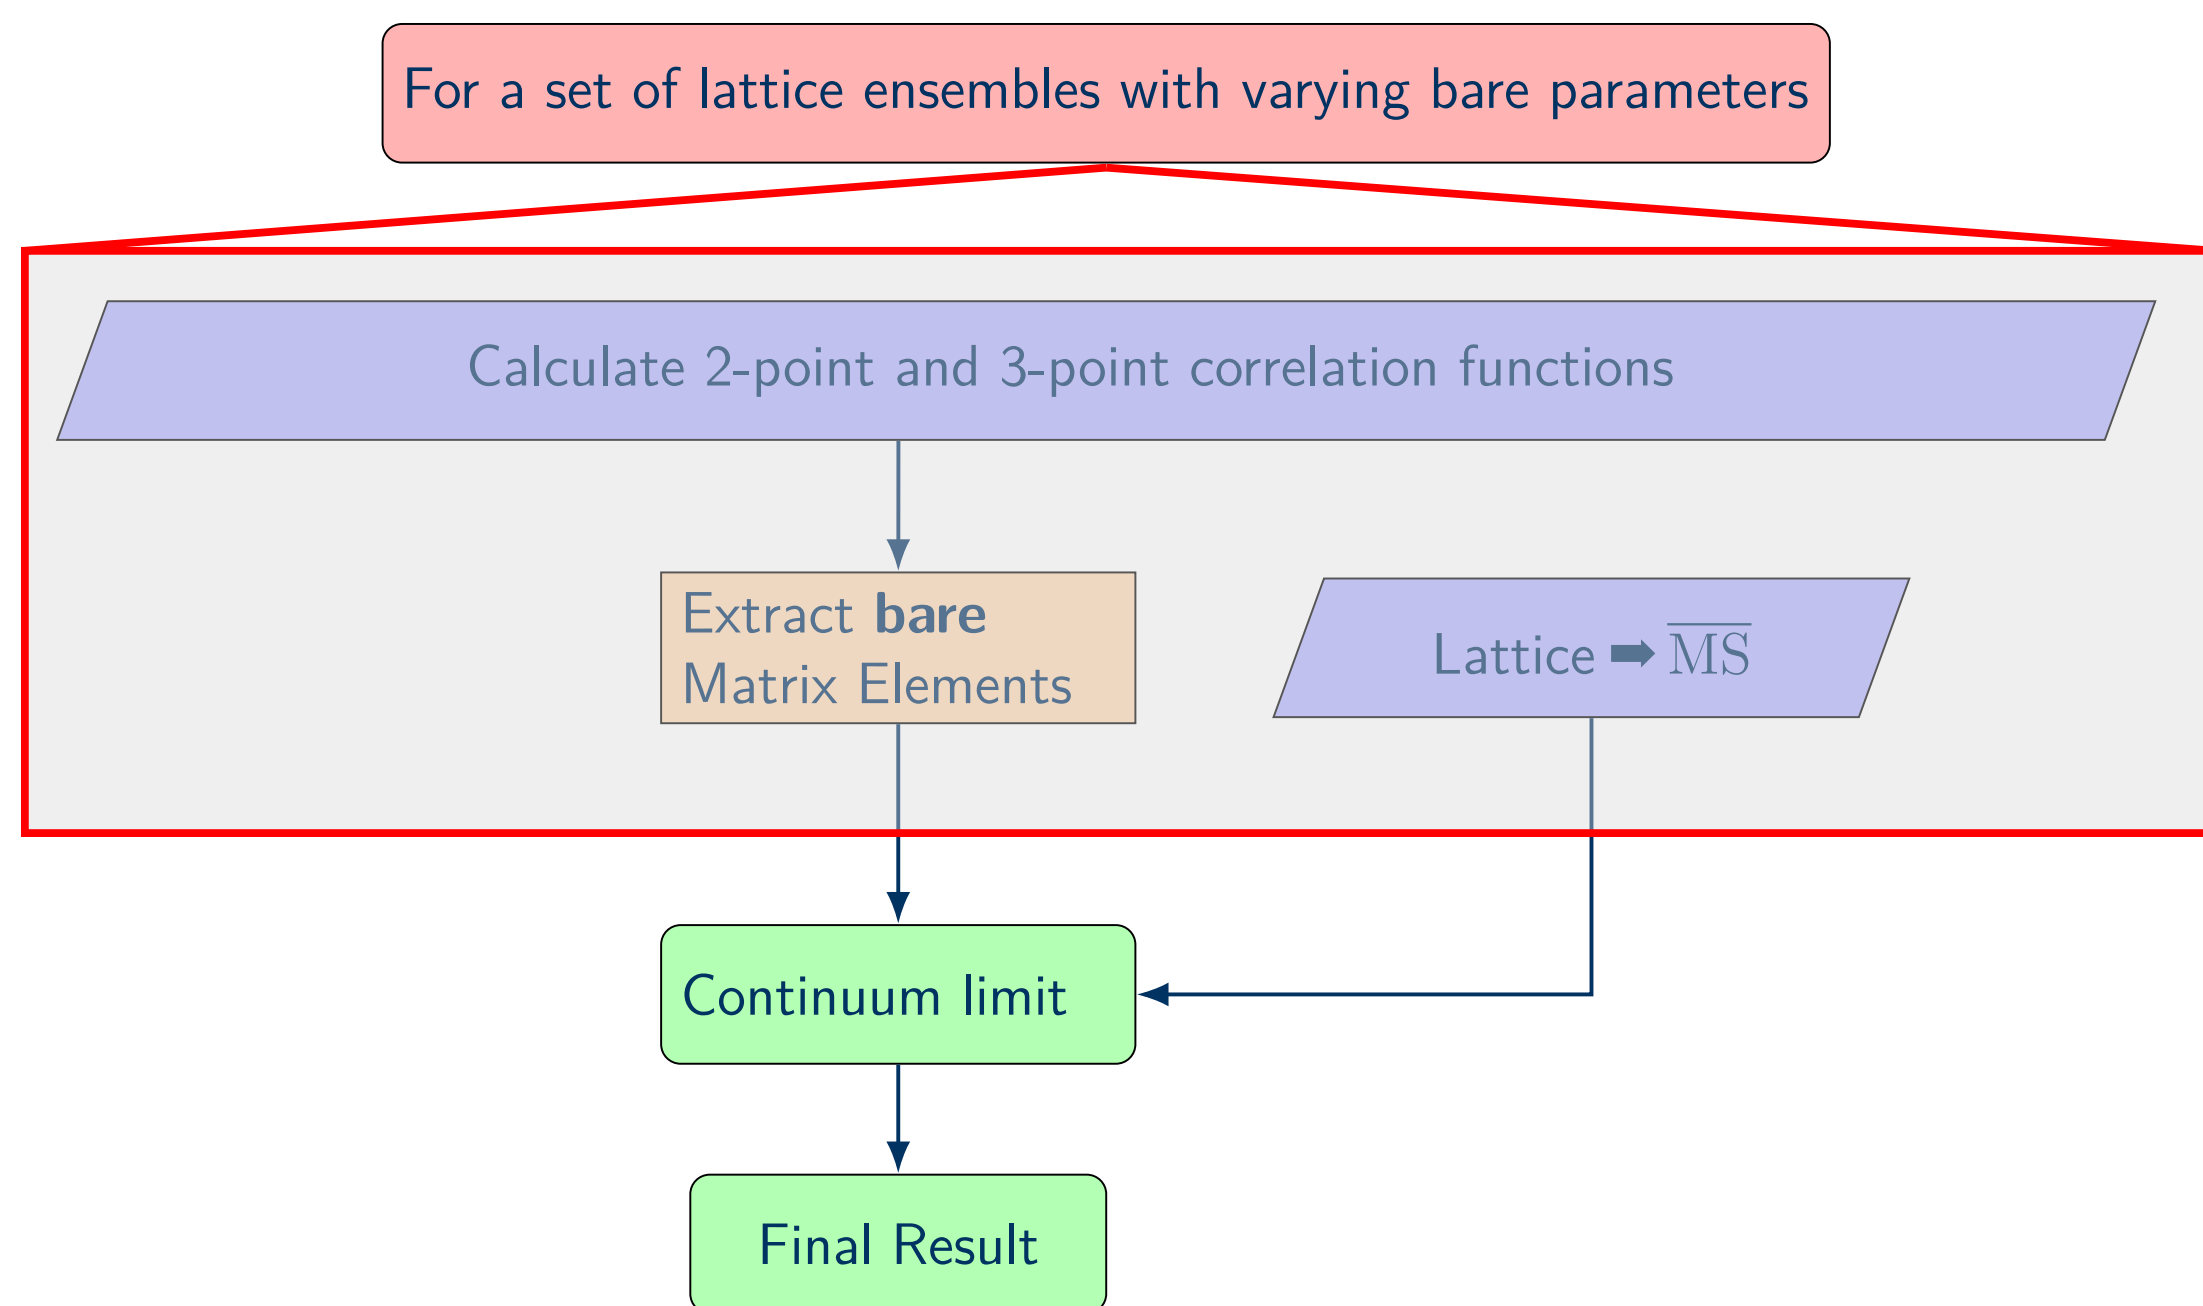 For a set of lattice ensembles with varying bare parameters
Calculate 2-point and 3-point correlation functions
Extract bare
Matrix Elements
Lattice ➡ M̅S̅
Continuum limit
Final Result